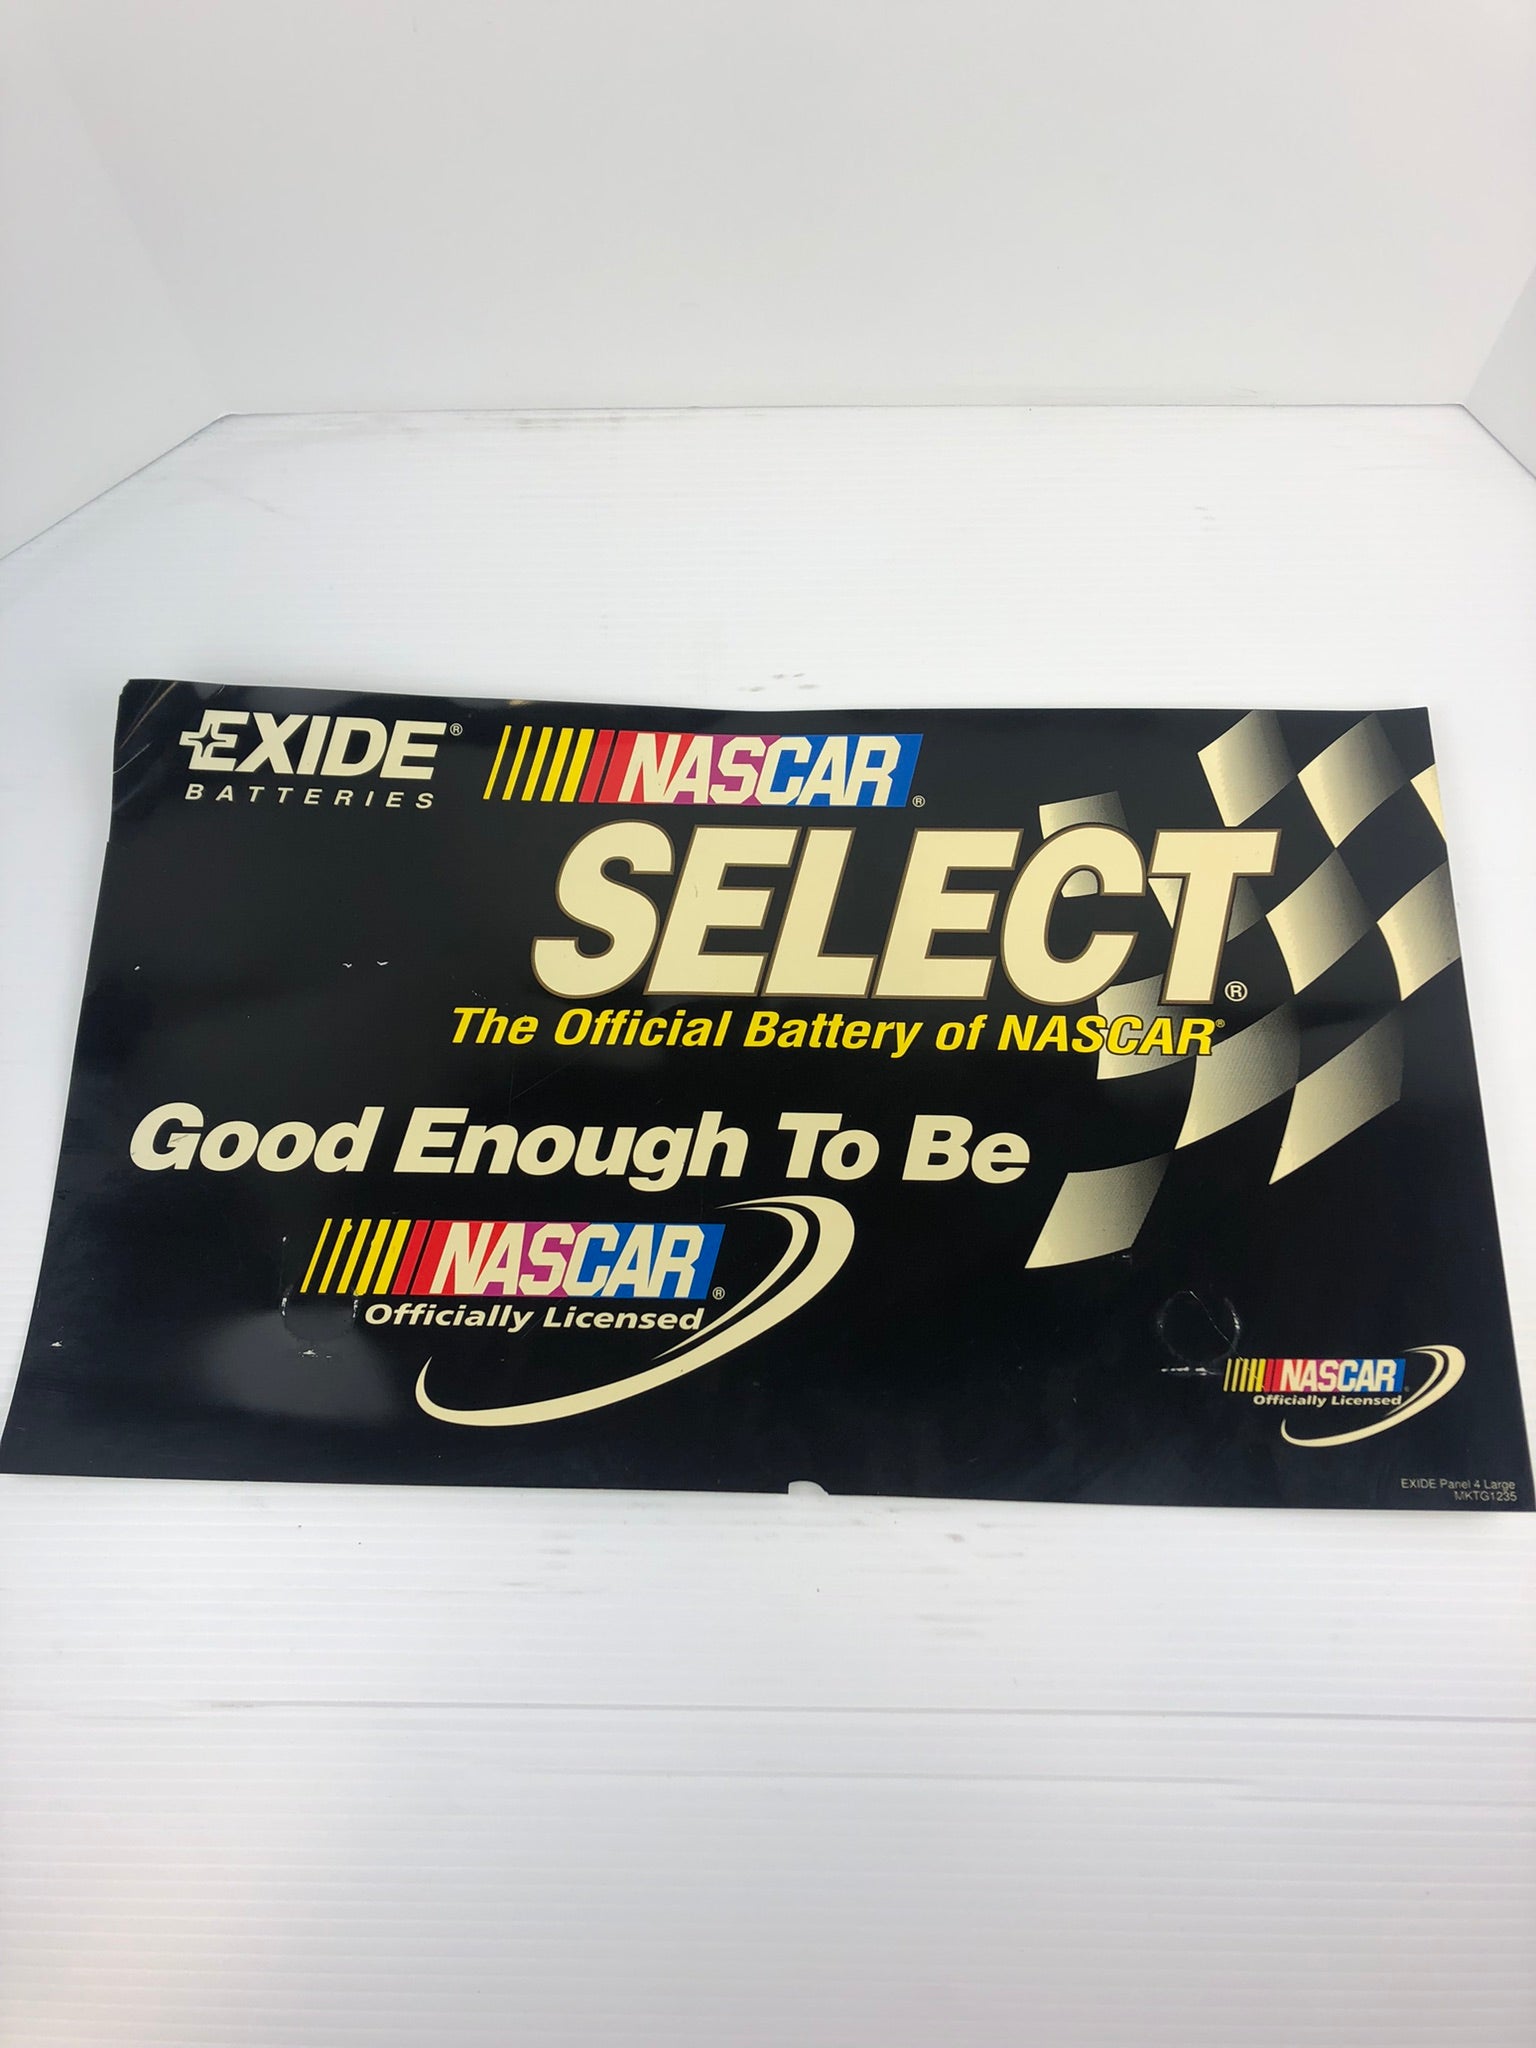 EXIDE®
BATTERIES
NASCAR®
SELECT®
The Official Battery of NASCAR®
Good Enough To Be
NASCAR®
Officially Licensed
NASCAR®
Officially Licensed
EXIDE Panel 4 Large
MKTG1235